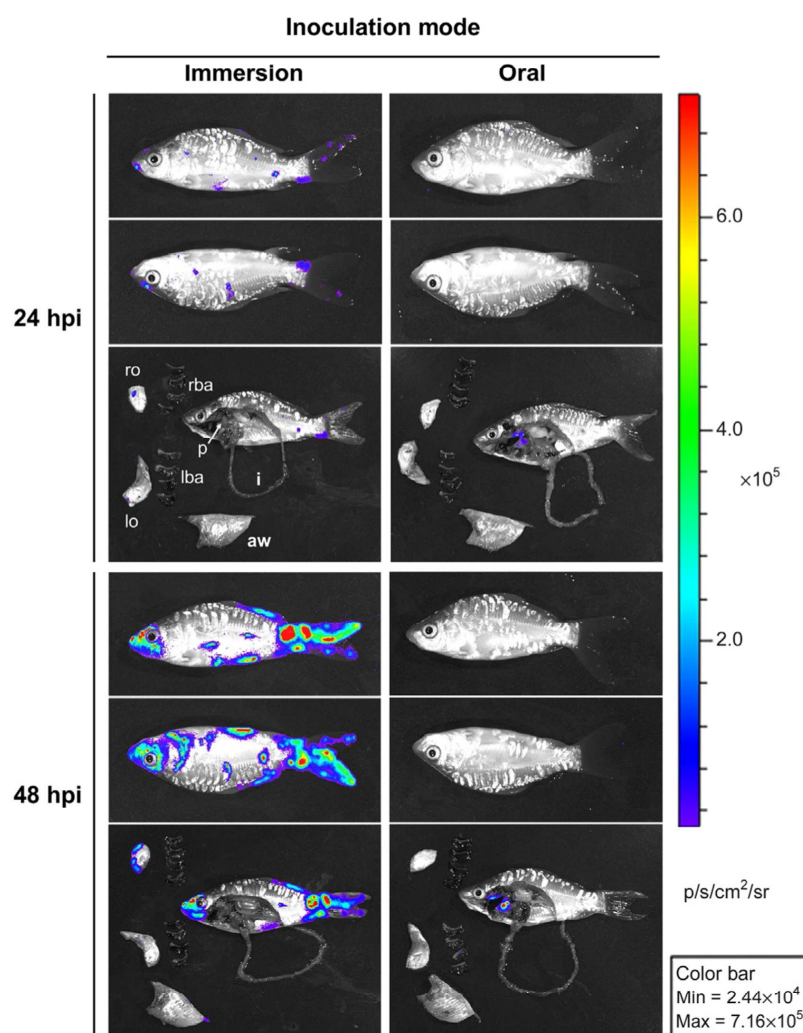 Inoculation mode
Immersion
Oral
24 hpi
ro
rba
p
lba
i
lo
aw
48 hpi
6.0
4.0
×10⁵
2.0
p/s/cm²/sr
Color bar
Min = 2.44×10⁴
Max = 7.16×10⁵